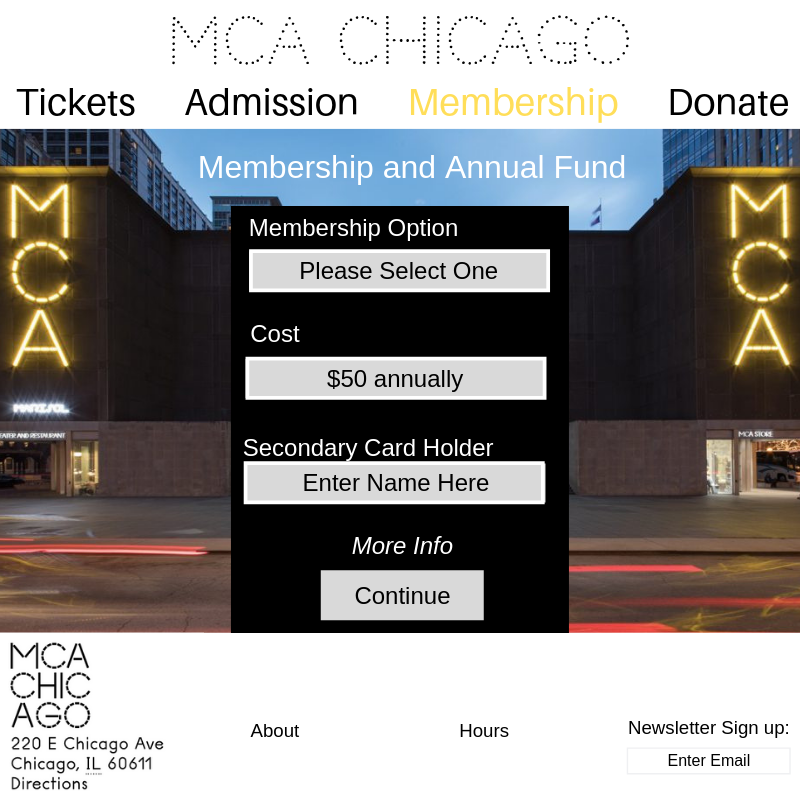 MCA CHICAGO
Tickets Admission Membership Donate
Membership and Annual Fund
MCA
MCA
Membership Option
Please Select One
Cost
$50 annually
MARISOL
ATER AND RESTAURANT
MCA STORE
Secondary Card Holder
Enter Name Here
More Info
Continue
MCA
CHIC
AGO
220 E Chicago Ave
Chicago, IL 60611
Directions
About
Hours
Newsletter Sign up:
Enter Email